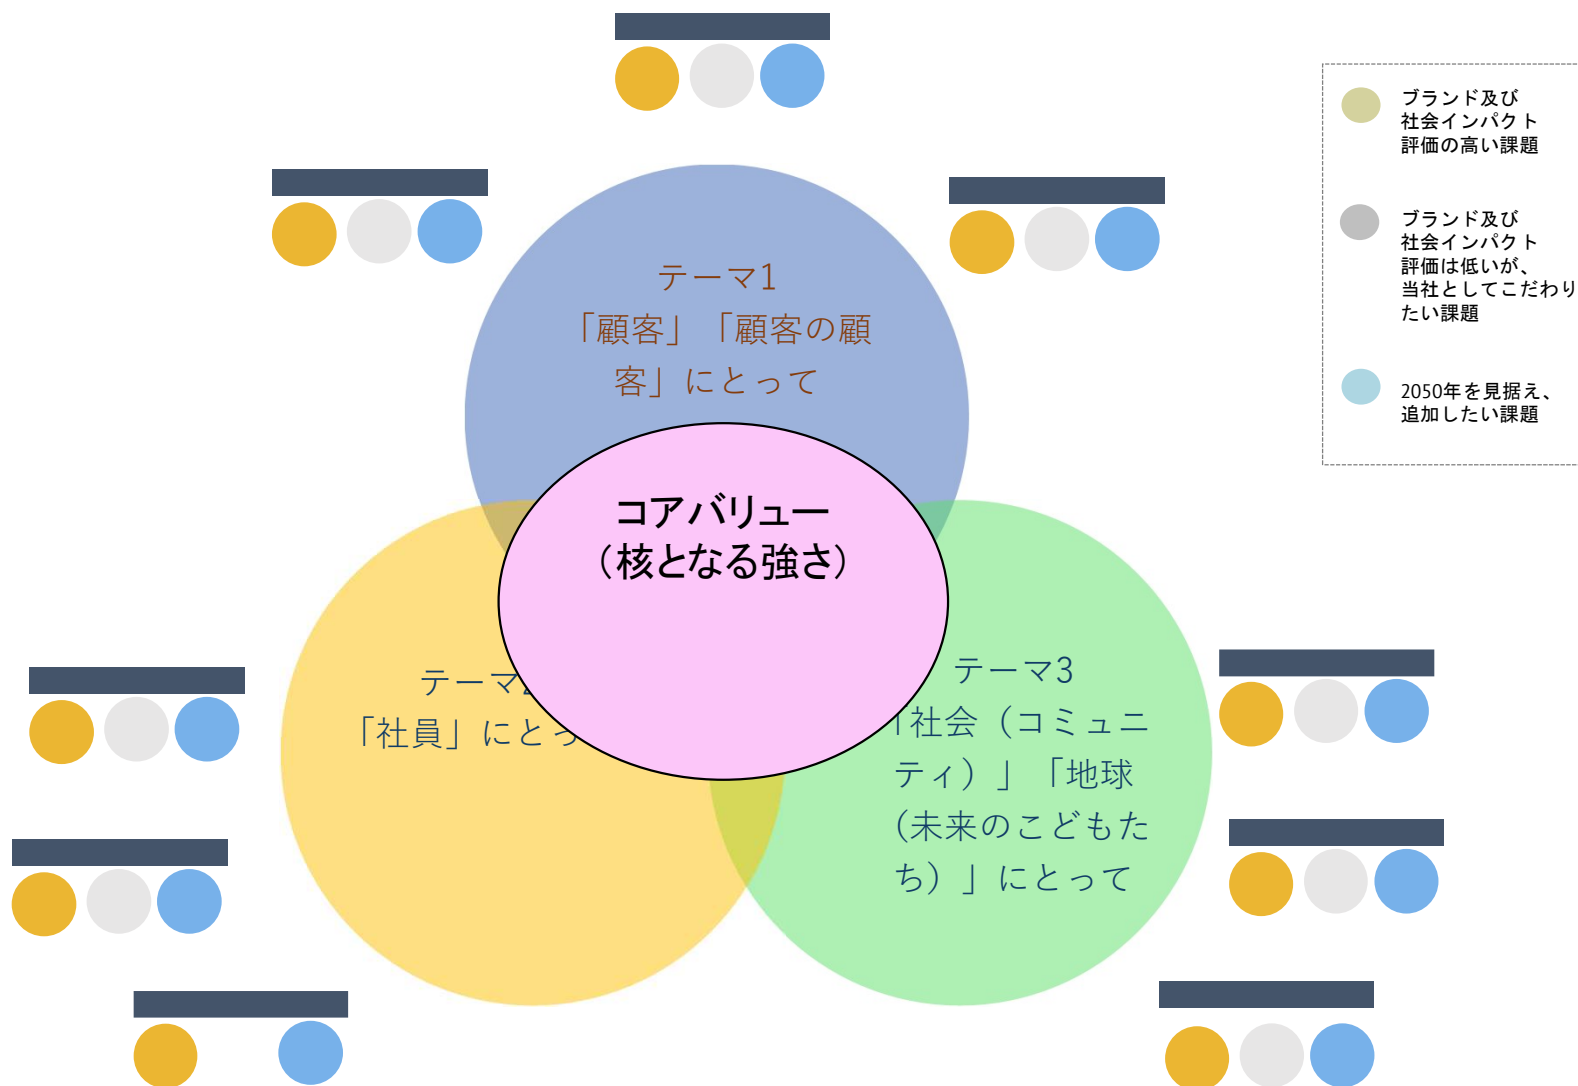 テーマ1
「顧客」「顧客の顧
客」にとって
コアバリュー
（核となる強さ）
テーマ
「社員」にとっ
テーマ3
「社会（コミュニ
ティ）」「地球
（未来のこどもた
ち）」にとって
ブランド及び
社会インパクト
評価の高い課題
ブランド及び
社会インパクト
評価は低いが、
当社としてこだわり
たい課題
2050年を見据え、
追加したい課題